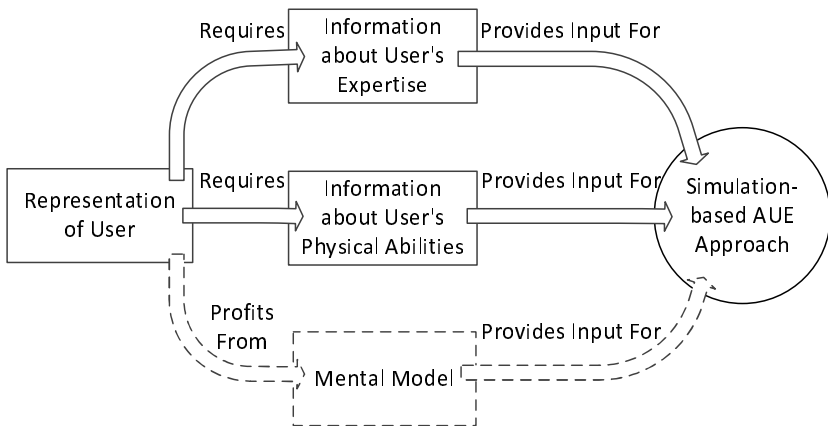 Requires
Information
about User's
Expertise
Provides Input For
Representation
of User
Requires
Information
about User's
Physical Abilities
Provides Input For
Simulation-
based AUE
Approach
Profits
From
Mental Model
Provides Input For